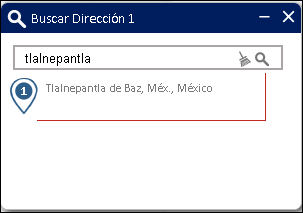 Buscar Dirección 1
tlalnepantla
1
Tlalnepantla de Baz, Méx., México